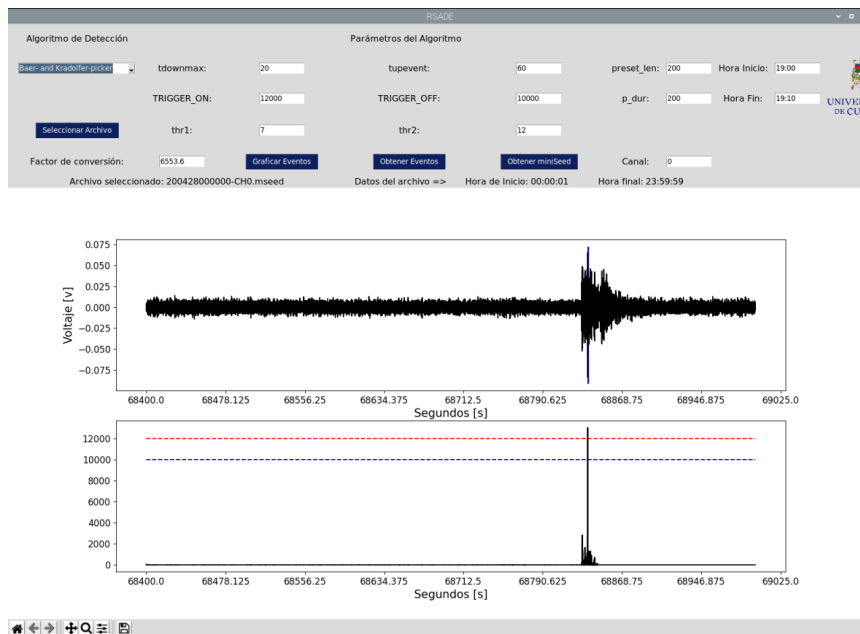 RSADE
Algoritmo de Detección Parámetros del Algoritmo
Baer- and Kradolfer-picker tdownmax: 20 tupevent: 60 preset_len: 200 Hora Inicio: 19:00
TRIGGER_ON: 12000 TRIGGER_OFF: 10000 p_dur: 200 Hora Fin: 19:10
Seleccionar Archivo thr1: 7 thr2: 12
Factor de conversión: 6553.6 Graficar Eventos Obtener Eventos Obtener miniSeed Canal: 0
Archivo seleccionado: 200428000000-CH0.mseed Datos del archivo => Hora de Inicio: 00:00:01 Hora final: 23:59:59
0.075
0.050
0.025
0.000
−0.025
−0.050
−0.075
Voltaje [v]
68400.0 68478.125 68556.25 68634.375 68712.5 68790.625 68868.75 68946.875 69025.0
Segundos [s]
12000
10000
8000
6000
4000
2000
0
68400.0 68478.125 68556.25 68634.375 68712.5 68790.625 68868.75 68946.875 69025.0
Segundos [s]